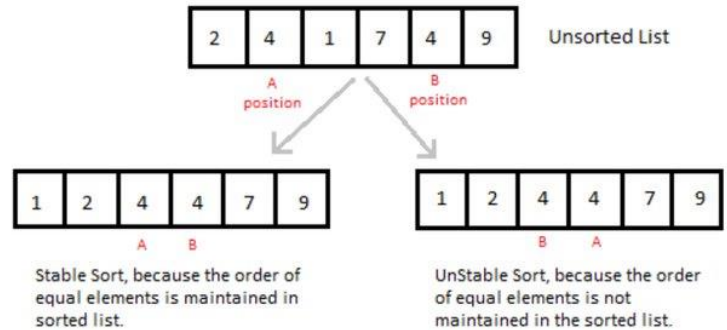 2 4 1 7 4 9 Unsorted List
A position B position
1 2 4 4 7 9
A B
Stable Sort, because the order of
equal elements is maintained in
sorted list.
1 2 4 4 7 9
B A
UnStable Sort, because the order
of equal elements is not
maintained in the sorted list.